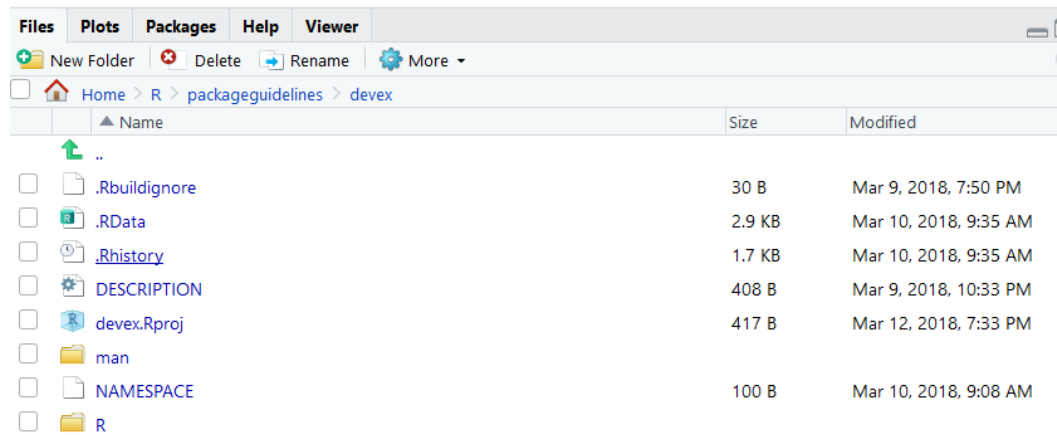 Files Plots Packages Help Viewer
New Folder Delete Rename More
Home > R > packageguidelines > devex
Name Size Modified
..
.Rbuildignore 30 B Mar 9, 2018, 7:50 PM
.RData 2.9 KB Mar 10, 2018, 9:35 AM
.Rhistory 1.7 KB Mar 10, 2018, 9:35 AM
DESCRIPTION 408 B Mar 9, 2018, 10:33 PM
devex.Rproj 417 B Mar 12, 2018, 7:33 PM
man
NAMESPACE 100 B Mar 10, 2018, 9:08 AM
R